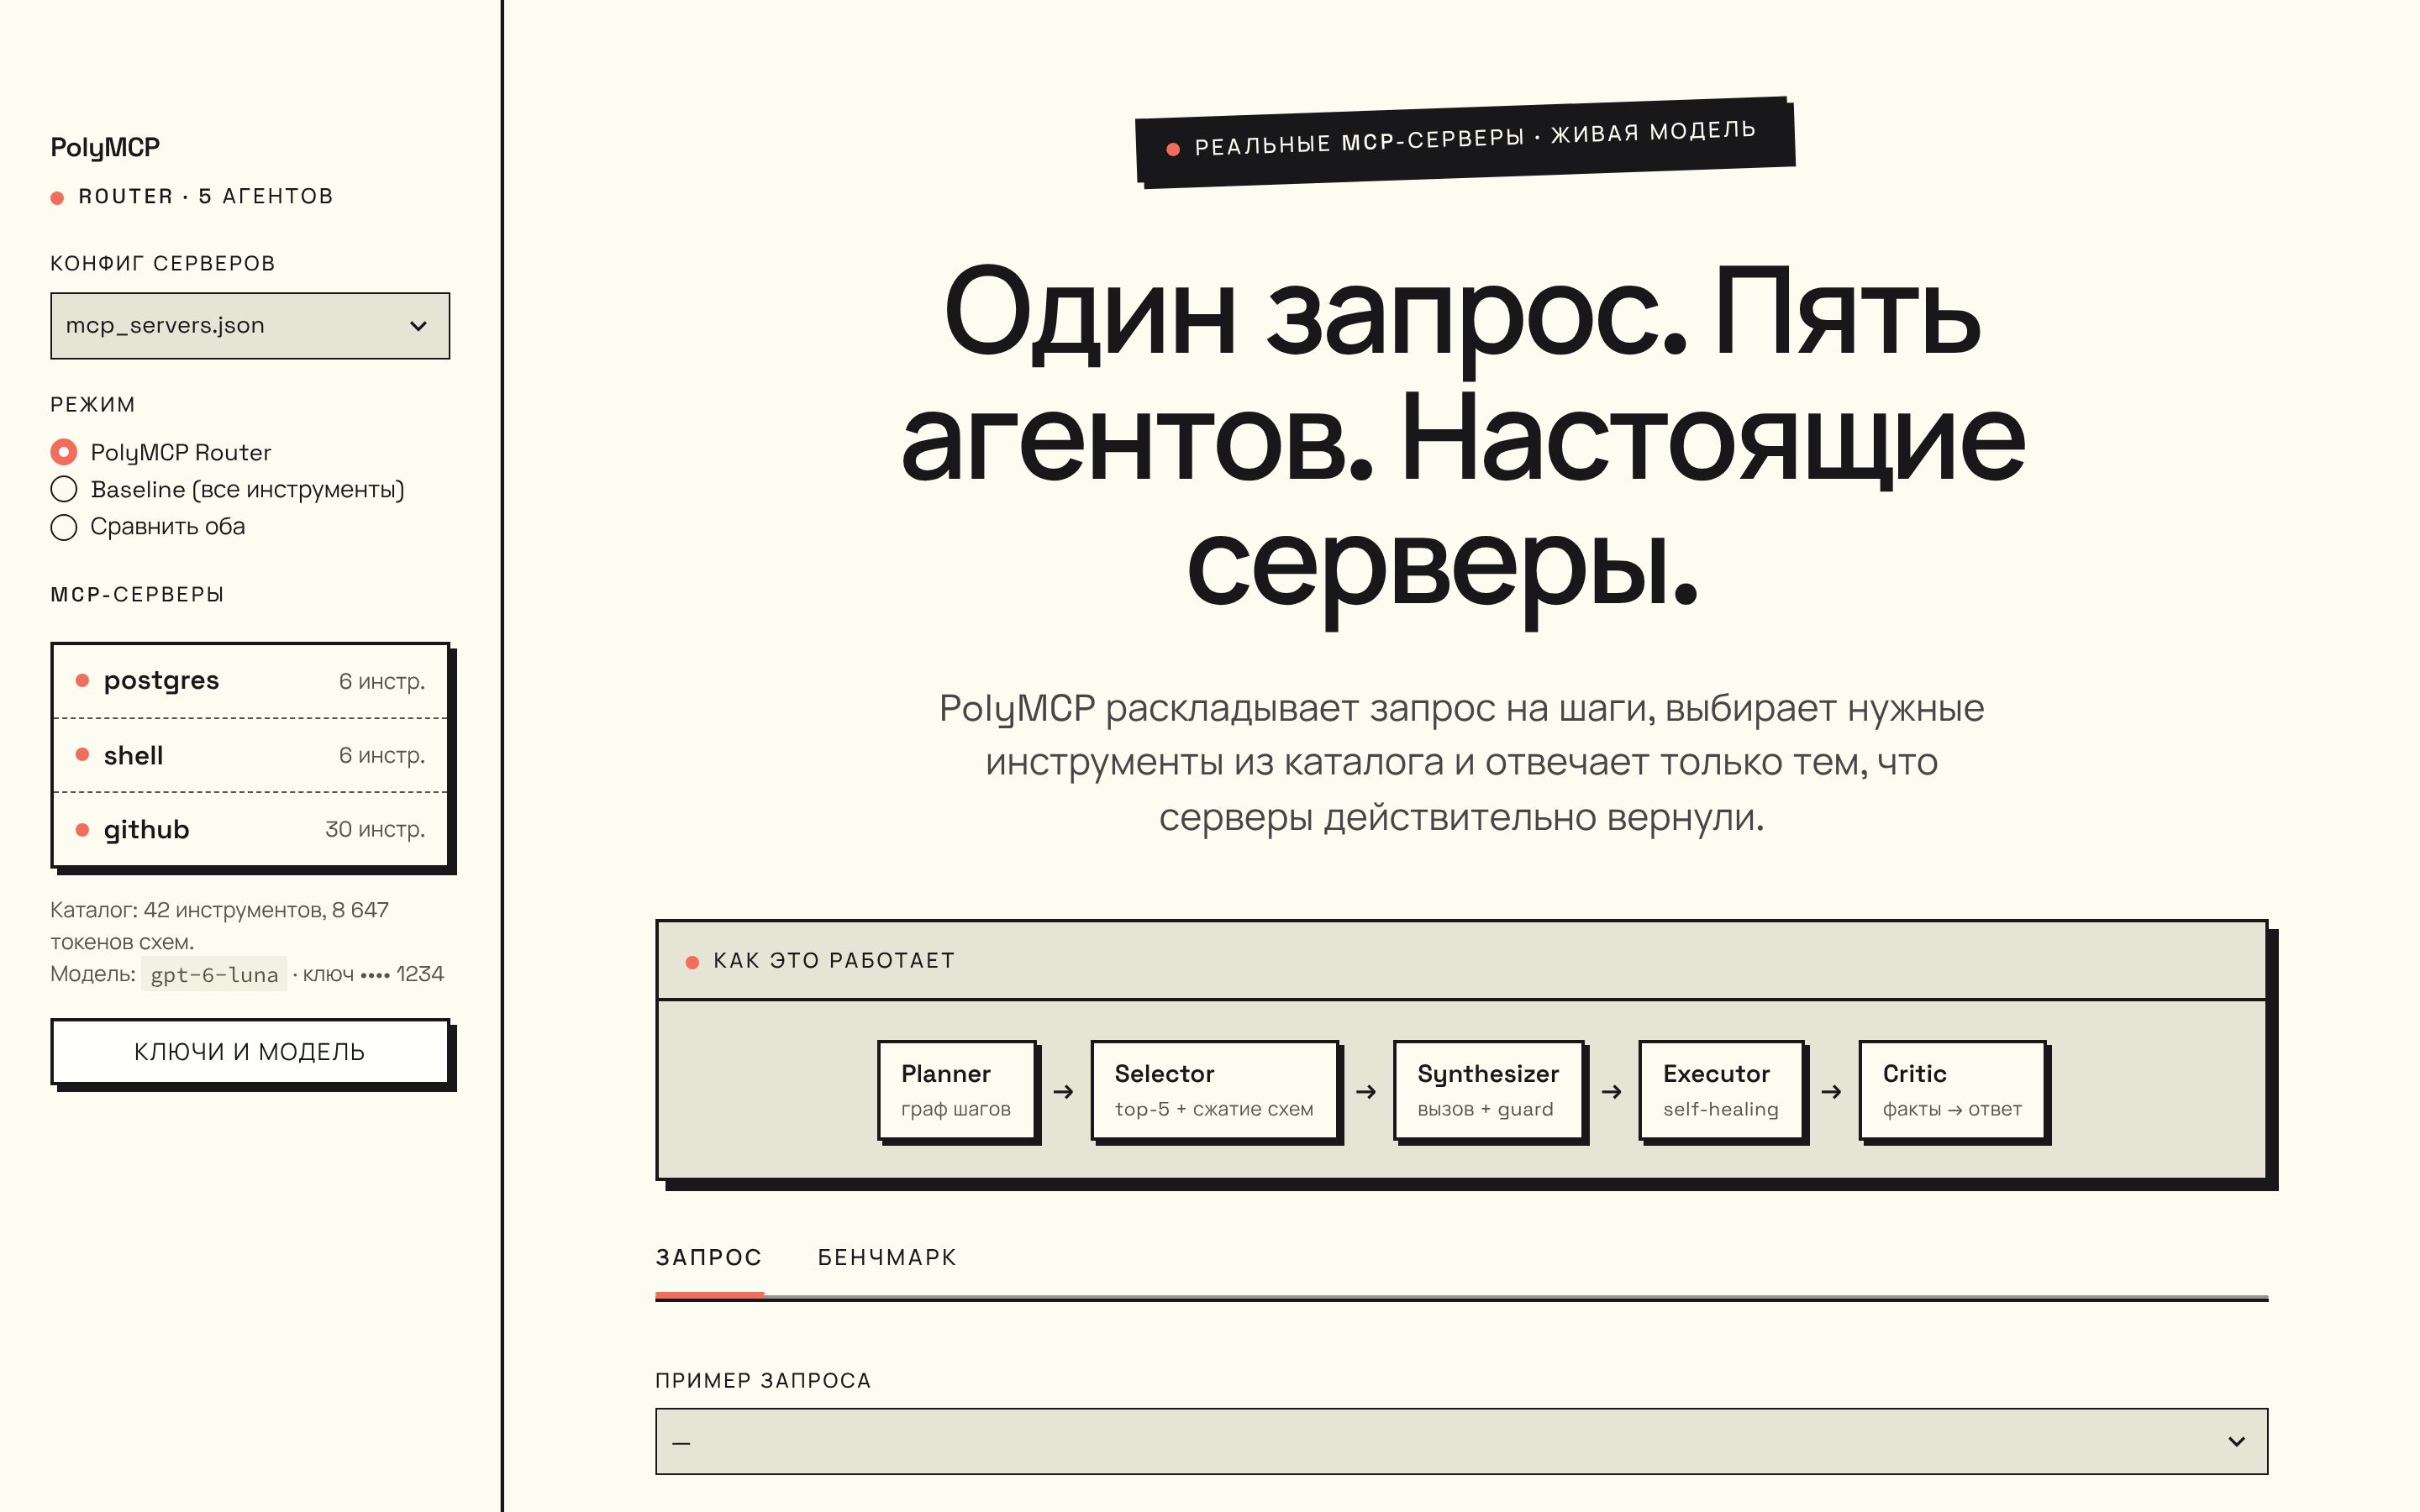 PolyMCP
ROUTER · 5 АГЕНТОВ
КОНФИГ СЕРВЕРОВ
mcp_servers.json
РЕЖИМ
PolyMCP Router
Baseline (все инструменты)
Сравнить оба
MCP-СЕРВЕРЫ
postgres 6 инстр.
shell 6 инстр.
github 30 инстр.
Каталог: 42 инструментов, 8 647
токенов схем.
Модель: gpt-6-luna · ключ •••• 1234
КЛЮЧИ И МОДЕЛЬ
РЕАЛЬНЫЕ MCP-СЕРВЕРЫ · ЖИВАЯ МОДЕЛЬ
Один запрос. Пять
агентов. Настоящие
серверы.
PolyMCP раскладывает запрос на шаги, выбирает нужные
инструменты из каталога и отвечает только тем, что
серверы действительно вернули.
КАК ЭТО РАБОТАЕТ
Planner → Selector → Synthesizer → Executor → Critic
граф шагов top-5 + сжатие схем вызов + guard self-healing факты → ответ
ЗАПРОС БЕНЧМАРК
ПРИМЕР ЗАПРОСА
—